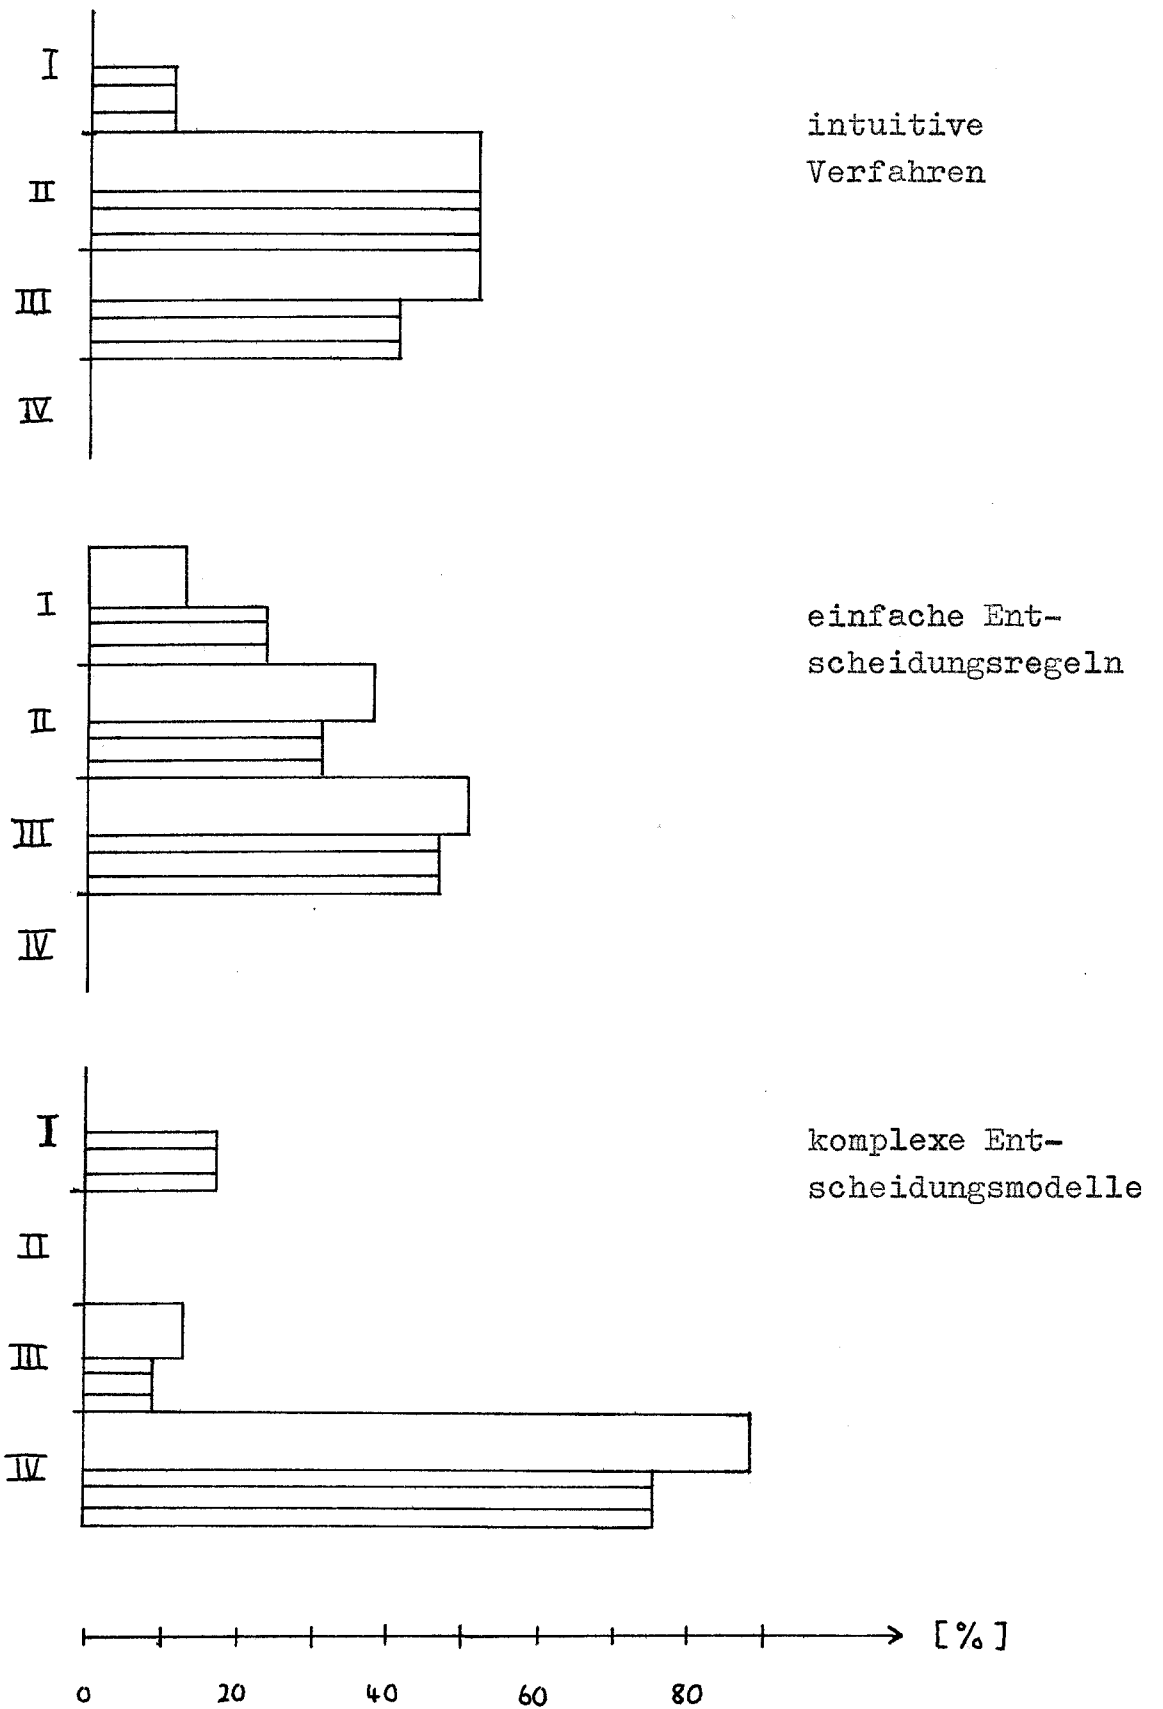 I
intuitive
Verfahren
II
III
IV
I
einfache Ent-
scheidungsregeln
II
III
IV
I
komplexe Ent-
scheidungsmodelle
II
III
IV
[%]
0 20 40 60 80